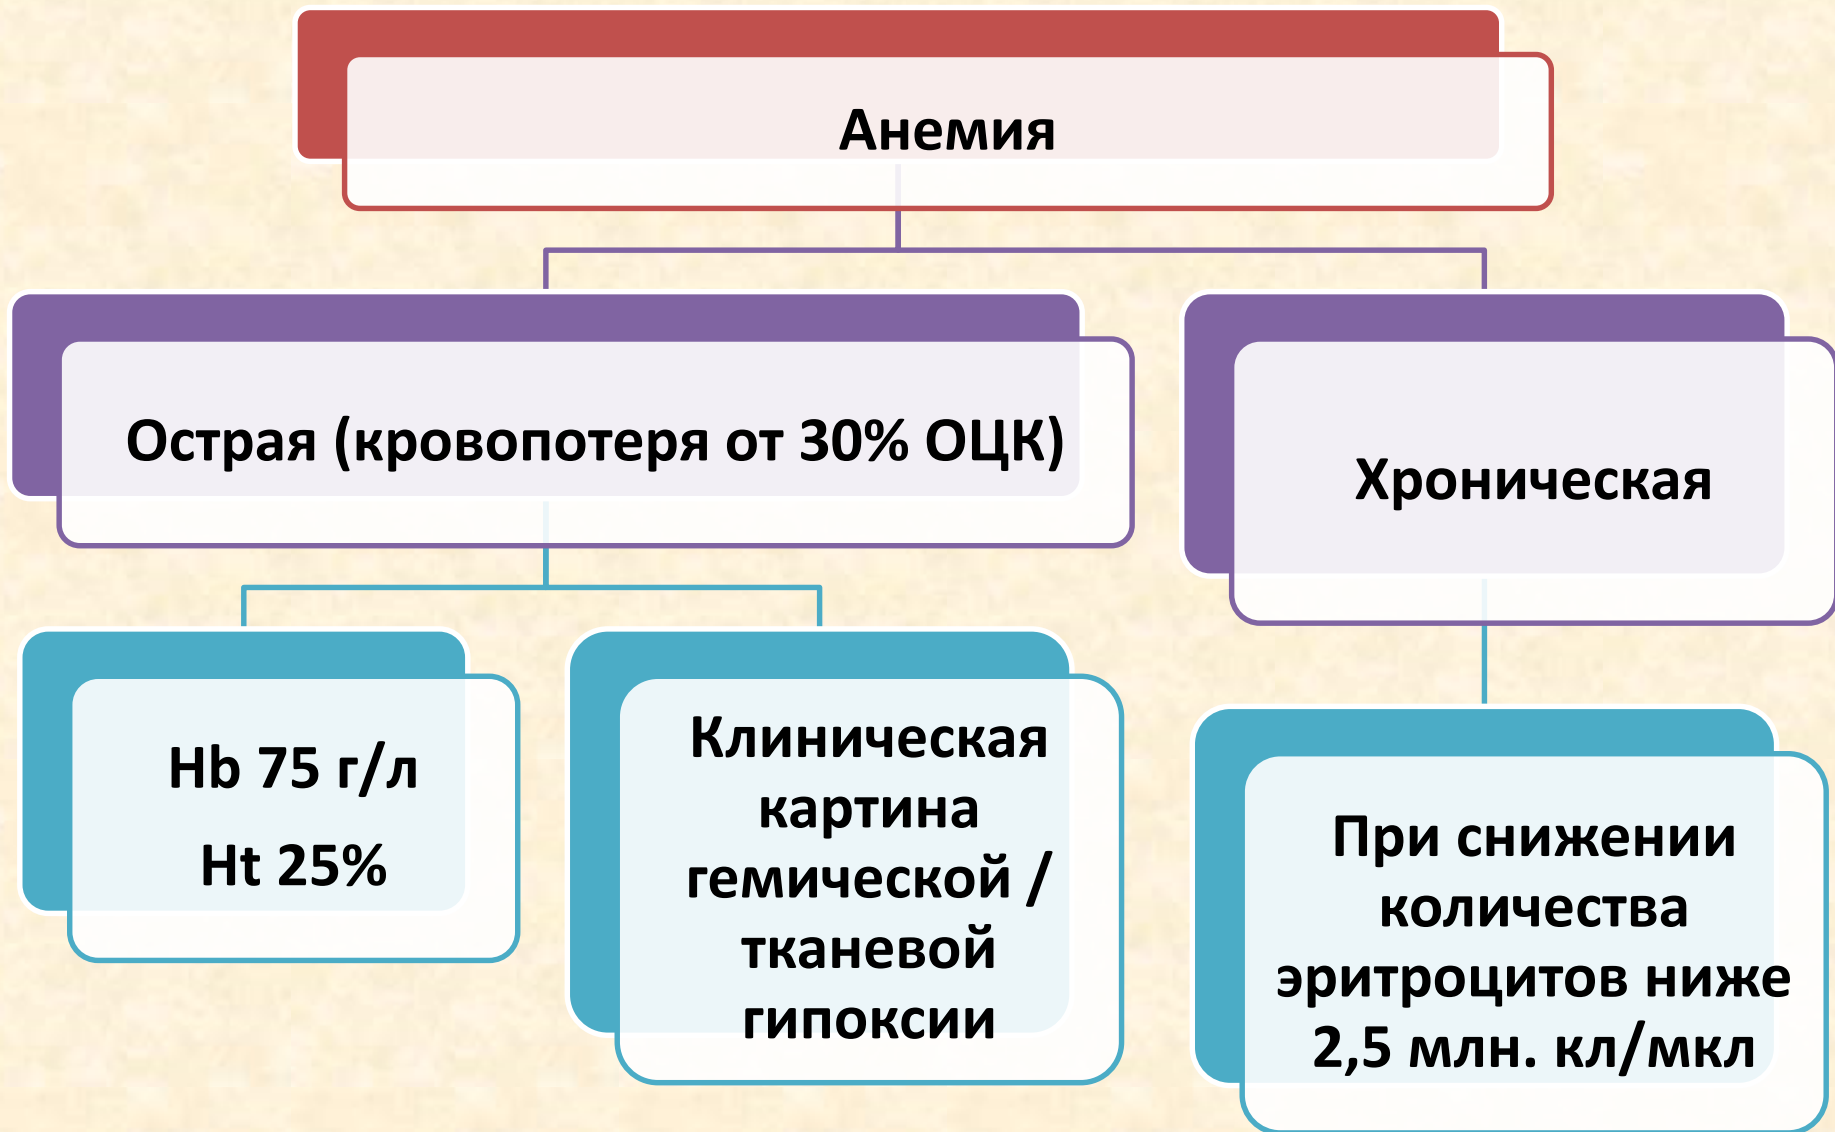 Анемия
Острая (кровопотеря от 30% ОЦК)
Хроническая
Hb 75 г/л
Ht 25%
Клиническая
картина
гемической /
тканевой
гипоксии
При снижении
количества
эритроцитов ниже
2,5 млн. кл/мкл